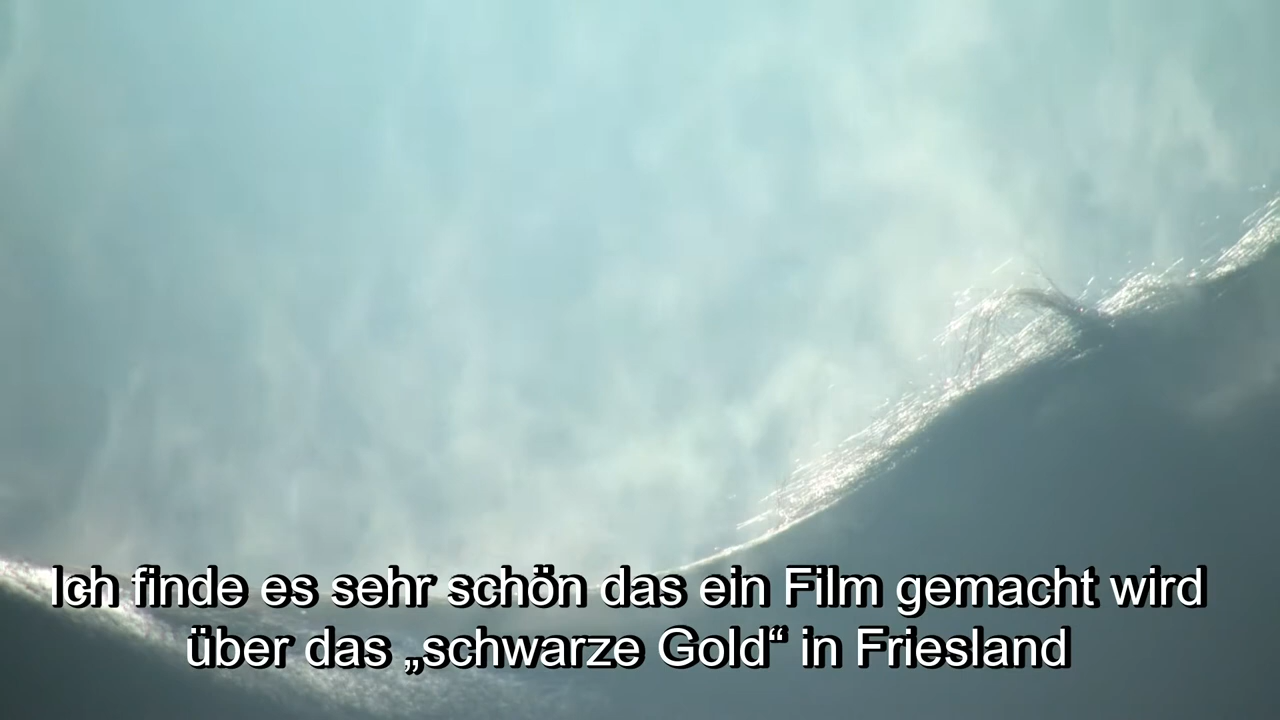 Ich finde es sehr schön das ein Film gemacht wird
über das „schwarze Gold“ in Friesland